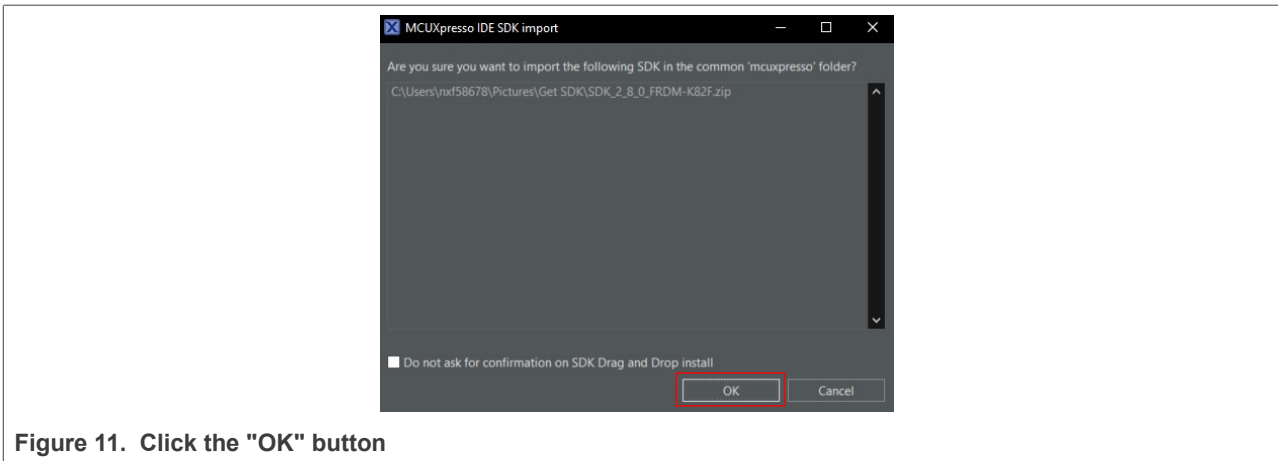 MCUXpresso IDE SDK import
Are you sure you want to import the following SDK in the common 'mcuxpresso' folder?
C:\Users\nxf58678\Pictures\Get SDK\SDK_2_8_0_FRDM-K82F.zip
Do not ask for confirmation on SDK Drag and Drop install
OK Cancel
Figure 11. Click the "OK" button